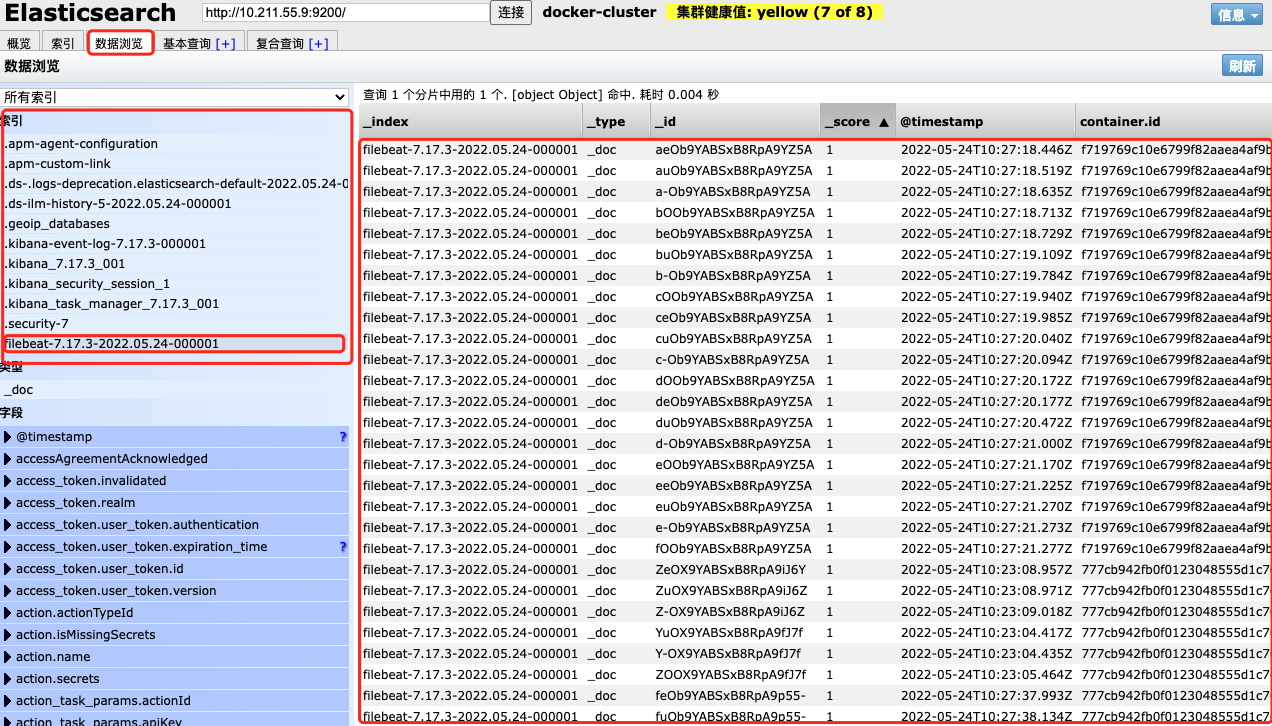 Elasticsearch http://10.211.55.9:9200/ 连接 docker-cluster 集群健康值: yellow (7 of 8) 信息
概览 索引 数据浏览 基本查询 [+] 复合查询 [+]
数据浏览 刷新
所有索引
索引
.apm-agent-configuration
.apm-custom-link
.ds-.logs-deprecation.elasticsearch-default-2022.05.24-0
.ds-ilm-history-5-2022.05.24-000001
.geoip_databases
.kibana-event-log-7.17.3-000001
.kibana_7.17.3_001
.kibana_security_session_1
.kibana_task_manager_7.17.3_001
.security-7
filebeat-7.17.3-2022.05.24-000001
类型
_doc
字段
@timestamp ?
accessAgreementAcknowledged
access_token.invalidated
access_token.realm
access_token.user_token.authentication
access_token.user_token.expiration_time ?
access_token.user_token.id
access_token.user_token.version
action.actionTypeId
action.isMissingSecrets
action.name
action.secrets
action_task_params.actionId
action_task_params.apiKey
查询 1 个分片中用的 1 个. [object Object] 命中. 耗时 0.004 秒
_index _type _id _score ▲ @timestamp container.id
filebeat-7.17.3-2022.05.24-000001 _doc aeOb9YABSxB8RpA9YZ5A 1 2022-05-24T10:27:18.446Z f719769c10e6799f82aaea4af9b
filebeat-7.17.3-2022.05.24-000001 _doc auOb9YABSxB8RpA9YZ5A 1 2022-05-24T10:27:18.519Z f719769c10e6799f82aaea4af9b
filebeat-7.17.3-2022.05.24-000001 _doc a-Ob9YABSxB8RpA9YZ5A 1 2022-05-24T10:27:18.635Z f719769c10e6799f82aaea4af9b
filebeat-7.17.3-2022.05.24-000001 _doc bOOb9YABSxB8RpA9YZ5A 1 2022-05-24T10:27:18.713Z f719769c10e6799f82aaea4af9b
filebeat-7.17.3-2022.05.24-000001 _doc beOb9YABSxB8RpA9YZ5A 1 2022-05-24T10:27:18.729Z f719769c10e6799f82aaea4af9b
filebeat-7.17.3-2022.05.24-000001 _doc buOb9YABSxB8RpA9YZ5A 1 2022-05-24T10:27:19.109Z f719769c10e6799f82aaea4af9b
filebeat-7.17.3-2022.05.24-000001 _doc b-Ob9YABSxB8RpA9YZ5A 1 2022-05-24T10:27:19.784Z f719769c10e6799f82aaea4af9b
filebeat-7.17.3-2022.05.24-000001 _doc cOOb9YABSxB8RpA9YZ5A 1 2022-05-24T10:27:19.940Z f719769c10e6799f82aaea4af9b
filebeat-7.17.3-2022.05.24-000001 _doc ceOb9YABSxB8RpA9YZ5A 1 2022-05-24T10:27:19.985Z f719769c10e6799f82aaea4af9b
filebeat-7.17.3-2022.05.24-000001 _doc cuOb9YABSxB8RpA9YZ5A 1 2022-05-24T10:27:20.040Z f719769c10e6799f82aaea4af9b
filebeat-7.17.3-2022.05.24-000001 _doc c-Ob9YABSxB8RpA9YZ5A 1 2022-05-24T10:27:20.094Z f719769c10e6799f82aaea4af9b
filebeat-7.17.3-2022.05.24-000001 _doc dOOb9YABSxB8RpA9YZ5A 1 2022-05-24T10:27:20.172Z f719769c10e6799f82aaea4af9b
filebeat-7.17.3-2022.05.24-000001 _doc deOb9YABSxB8RpA9YZ5A 1 2022-05-24T10:27:20.177Z f719769c10e6799f82aaea4af9b
filebeat-7.17.3-2022.05.24-000001 _doc duOb9YABSxB8RpA9YZ5A 1 2022-05-24T10:27:20.472Z f719769c10e6799f82aaea4af9b
filebeat-7.17.3-2022.05.24-000001 _doc d-Ob9YABSxB8RpA9YZ5A 1 2022-05-24T10:27:21.000Z f719769c10e6799f82aaea4af9b
filebeat-7.17.3-2022.05.24-000001 _doc eOOb9YABSxB8RpA9YZ5A 1 2022-05-24T10:27:21.170Z f719769c10e6799f82aaea4af9b
filebeat-7.17.3-2022.05.24-000001 _doc eeOb9YABSxB8RpA9YZ5A 1 2022-05-24T10:27:21.225Z f719769c10e6799f82aaea4af9b
filebeat-7.17.3-2022.05.24-000001 _doc euOb9YABSxB8RpA9YZ5A 1 2022-05-24T10:27:21.270Z f719769c10e6799f82aaea4af9b
filebeat-7.17.3-2022.05.24-000001 _doc e-Ob9YABSxB8RpA9YZ5A 1 2022-05-24T10:27:21.273Z f719769c10e6799f82aaea4af9b
filebeat-7.17.3-2022.05.24-000001 _doc fOOb9YABSxB8RpA9YZ5A 1 2022-05-24T10:27:21.277Z f719769c10e6799f82aaea4af9b
filebeat-7.17.3-2022.05.24-000001 _doc ZeOX9YABSxB8RpA9iJ6Y 1 2022-05-24T10:23:08.957Z 777cb942fb0f0123048555d1c7
filebeat-7.17.3-2022.05.24-000001 _doc ZuOX9YABSxB8RpA9iJ6Z 1 2022-05-24T10:23:08.971Z 777cb942fb0f0123048555d1c7
filebeat-7.17.3-2022.05.24-000001 _doc Z-OX9YABSxB8RpA9iJ6Z 1 2022-05-24T10:23:09.018Z 777cb942fb0f0123048555d1c7
filebeat-7.17.3-2022.05.24-000001 _doc YuOX9YABSxB8RpA9fJ7f 1 2022-05-24T10:23:04.417Z 777cb942fb0f0123048555d1c7
filebeat-7.17.3-2022.05.24-000001 _doc Y-OX9YABSxB8RpA9fJ7f 1 2022-05-24T10:23:04.435Z 777cb942fb0f0123048555d1c7
filebeat-7.17.3-2022.05.24-000001 _doc ZOOX9YABSxB8RpA9fJ7f 1 2022-05-24T10:23:05.464Z 777cb942fb0f0123048555d1c7
filebeat-7.17.3-2022.05.24-000001 _doc feOb9YABSxB8RpA9p55- 1 2022-05-24T10:27:37.993Z 777cb942fb0f0123048555d1c7
filebeat-7.17.3-2022.05.24-000001 _doc fuOb9YABSxB8RpA9p55- 1 2022-05-24T10:27:38.134Z 777cb942fb0f0123048555d1c7